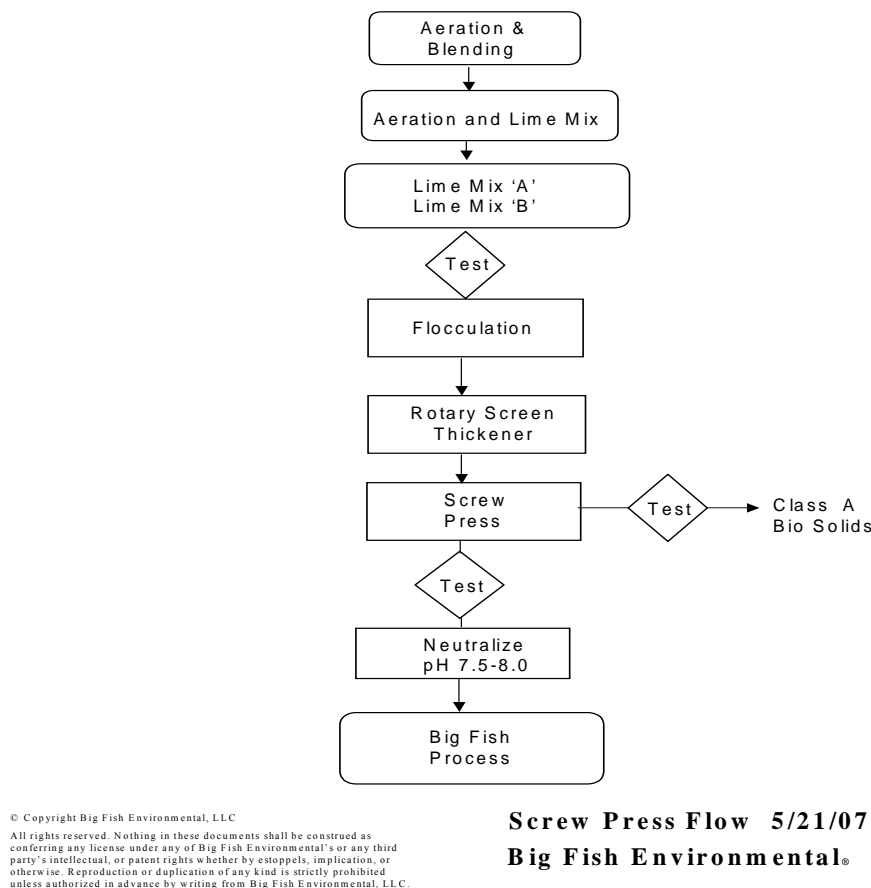 Aeration &
Blending
Aeration and Lime Mix
Lime Mix ‘A’
Lime Mix ‘B’
Test
Flocculation
Rotary Screen
Thickener
Screw
Press
Test
Class A
Bio Solids
Test
Neutralize
pH 7.5-8.0
Big Fish
Process
© Copyright Big Fish Environmental, LLC
All rights reserved. Nothing in these documents shall be construed as
conferring any license under any of Big Fish Environmental's or any third
party's intellectual, or patent rights whether by estoppels, implication, or
otherwise. Reproduction or duplication of any kind is strictly prohibited
unless authorized in advance by writing from Big Fish Environmental, LLC.
Screw Press Flow 5/21/07
Big Fish Environmental®